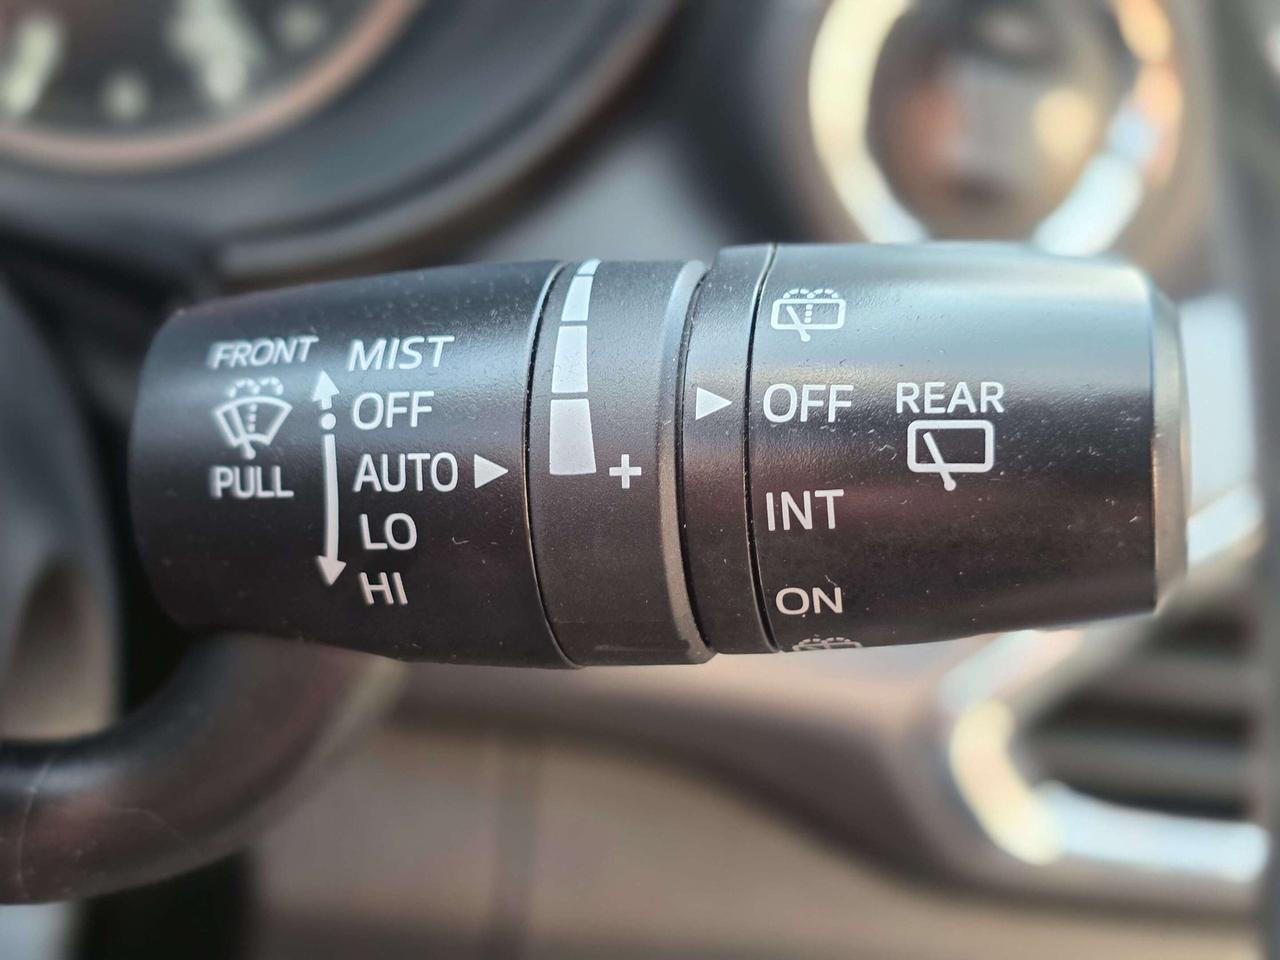 FRONT
PULL
MIST
OFF
AUTO
LO
HI
+
OFF
INT
ON
REAR